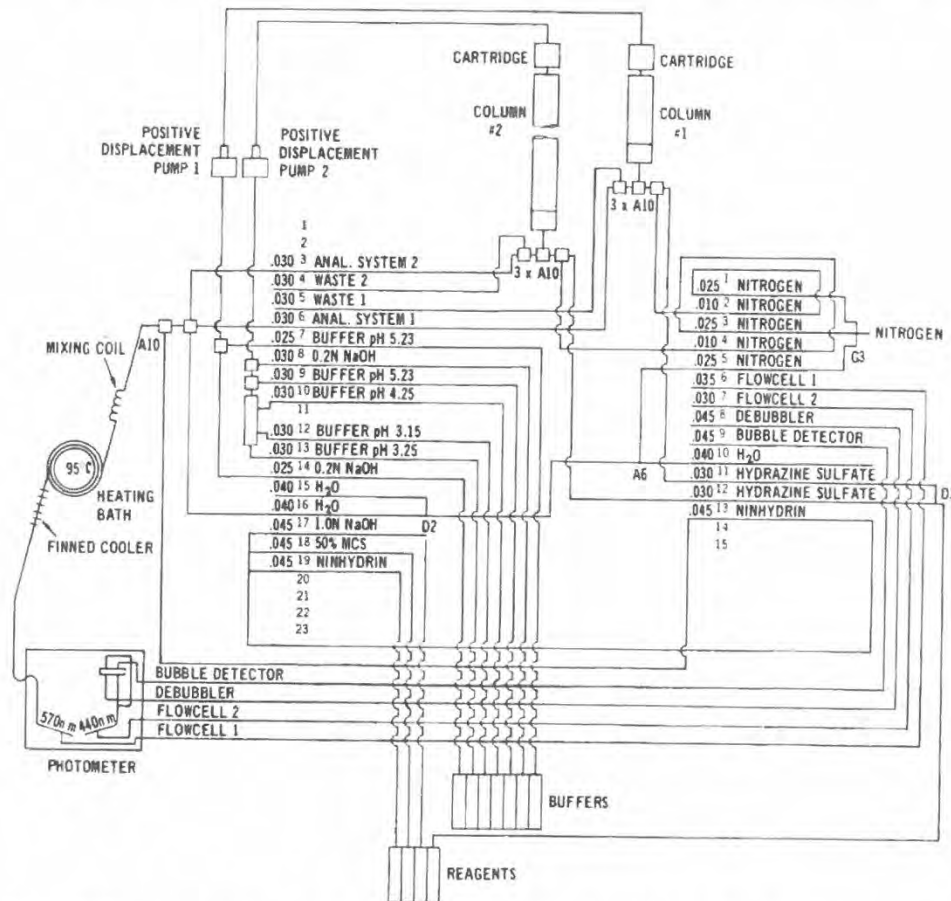 CARTRIDGE
CARTRIDGE
COLUMN
#2
COLUMN
#1
POSITIVE
DISPLACEMENT
PUMP 1
POSITIVE
DISPLACEMENT
PUMP 2
3 x A10
3 x A10
1
2
.030 3 ANAL. SYSTEM 2
.030 4 WASTE 2
.030 5 WASTE 1
.030 6 ANAL. SYSTEM 1
.025 7 BUFFER pH 5.23
.030 8 0.2N NaOH
.030 9 BUFFER pH 5.23
.030 10 BUFFER pH 4.25
11
.030 12 BUFFER pH 3.15
.030 13 BUFFER pH 3.25
.025 14 0.2N NaOH
.040 15 H2O
.040 16 H2O
.045 17 1.0N NaOH
.045 18 50% MCS
.045 19 NINHYDRIN
20
21
22
23
D2
.025 1 NITROGEN
.010 2 NITROGEN
.025 3 NITROGEN
.010 4 NITROGEN
.025 5 NITROGEN
.035 6 FLOWCELL 1
.030 7 FLOWCELL 2
.045 8 DEBUBBLER
.045 9 BUBBLE DETECTOR
.040 10 H2O
.030 11 HYDRAZINE SULFATE
.030 12 HYDRAZINE SULFATE
.045 13 NINHYDRIN
14
15
NITROGEN
G3
A6
MIXING COIL
A10
95°C
HEATING
BATH
FINNED COOLER
BUBBLE DETECTOR
DEBUBBLER
FLOWCELL 2
FLOWCELL 1
570nm 440nm
PHOTOMETER
BUFFERS
REAGENTS